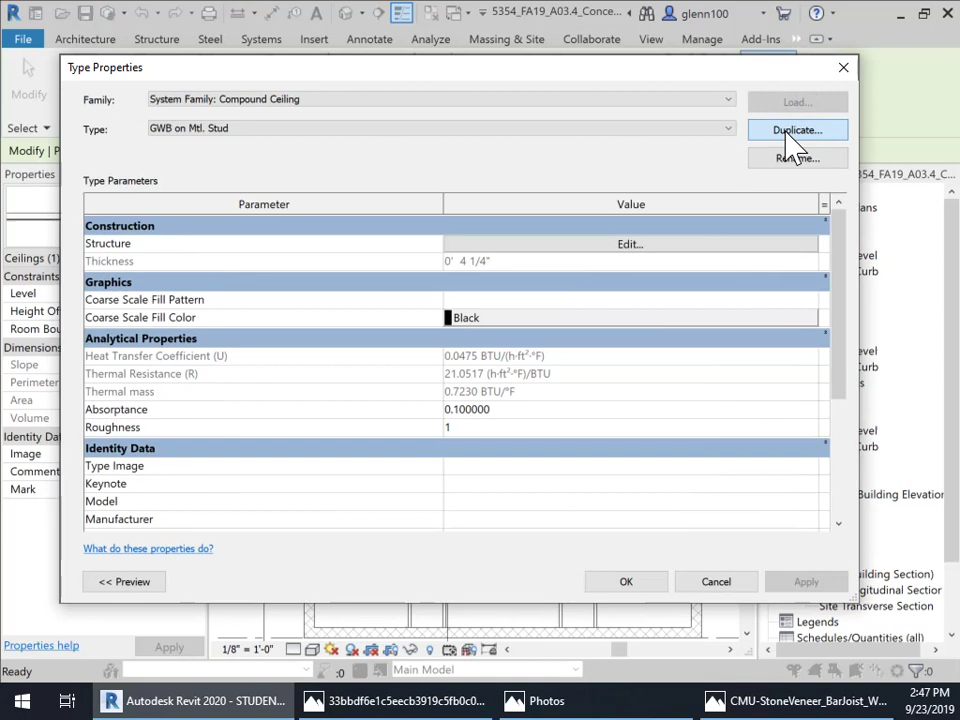 5354_FA19_A03.4_Conce...
glenn100
File
Architecture
Structure
Steel
Systems
Insert
Annotate
Analyze
Massing & Site
Collaborate
View
Manage
Add-Ins
Modify
Select
Modify | P
Type Properties
Family:
System Family: Compound Ceiling
Load...
Type:
GWB on Mtl. Stud
Duplicate...
Type Parameters
Parameter
Value
=
Construction
Structure
Edit...
Thickness
0' 4 1/4"
Graphics
Coarse Scale Fill Pattern
Coarse Scale Fill Color
Black
Analytical Properties
Heat Transfer Coefficient (U)
0.0475 BTU/(h·ft²·°F)
Thermal Resistance (R)
21.0517 (h·ft²·°F)/BTU
Thermal mass
0.7230 BTU/°F
Absorptance
0.100000
Roughness
1
Identity Data
Type Image
Keynote
Model
Manufacturer
What do these properties do?
<< Preview
OK
Cancel
Apply
Properties
Ceilings (1)
Constraints
Level
Height Of
Room Bou
Dimensions
Slope
Perimeter
Area
Volume
Identity Da
Image
Comment
Mark
Properties help
Apply
5354_FA19_A03.4_C...
ans
evel
Curb
evel
Curb
s
evel
Curb
Building Elevation
uilding Section)
gitudinal Section
Site Transverse Section
Legends
Schedules/Quantities (all)
1/8" = 1'-0"
Ready
:0
Main Model
:0
Autodesk Revit 2020 - STUDEN...
33bbdf6e1c5eecb3919c5fb0c0...
Photos
CMU-StoneVeneer_BarJoist_W...
2:47 PM
9/23/2019